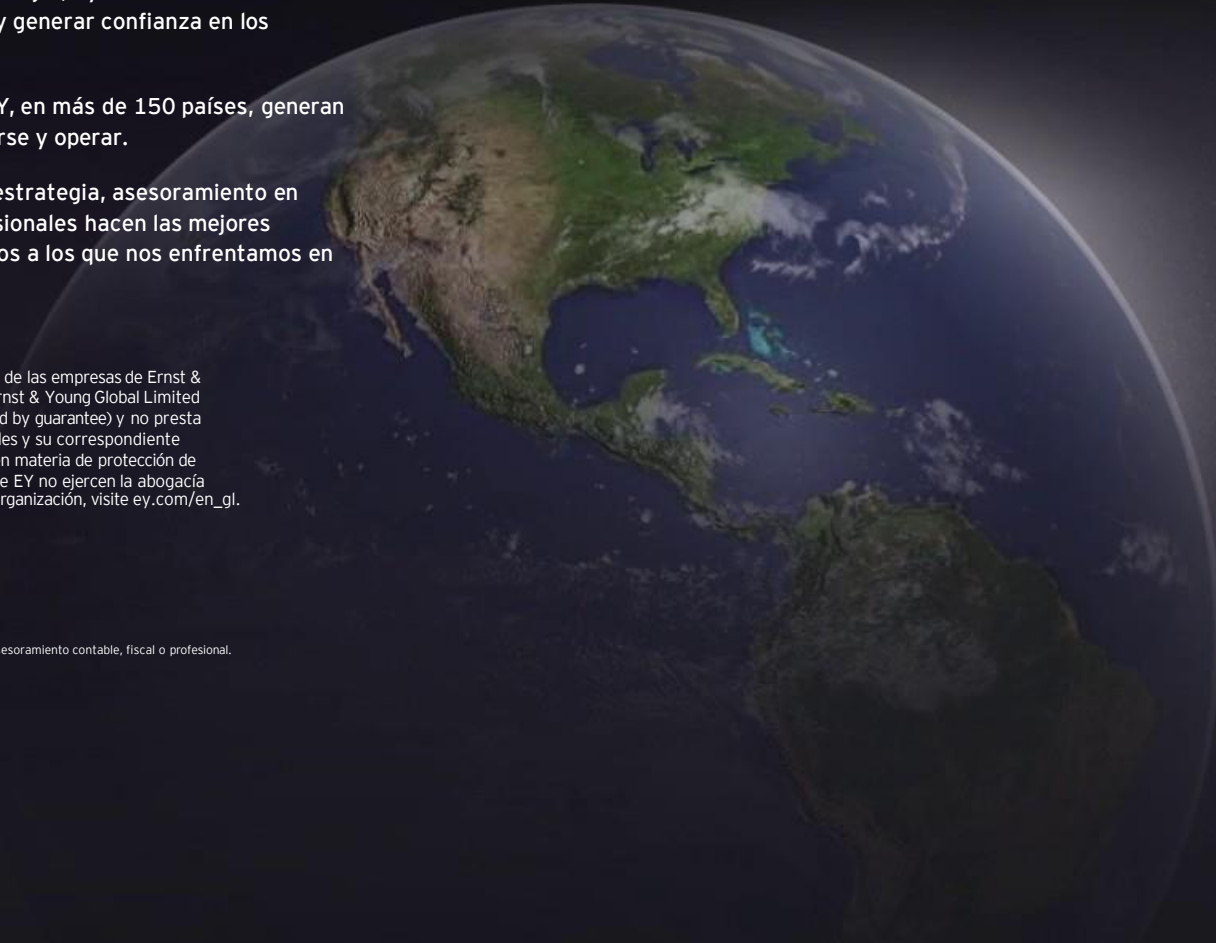 y generar confianza en los
Y, en más de 150 países, generan
rse y operar.
estrategia, asesoramiento en
sionales hacen las mejores
os a los que nos enfrentamos en
de las empresas de Ernst &
rnst & Young Global Limited
d by guarantee) y no presta
les y su correspondiente
en materia de protección de
e EY no ejercen la abogacía
rganización, visite ey.com/en_gl.
esoramiento contable, fiscal o profesional.